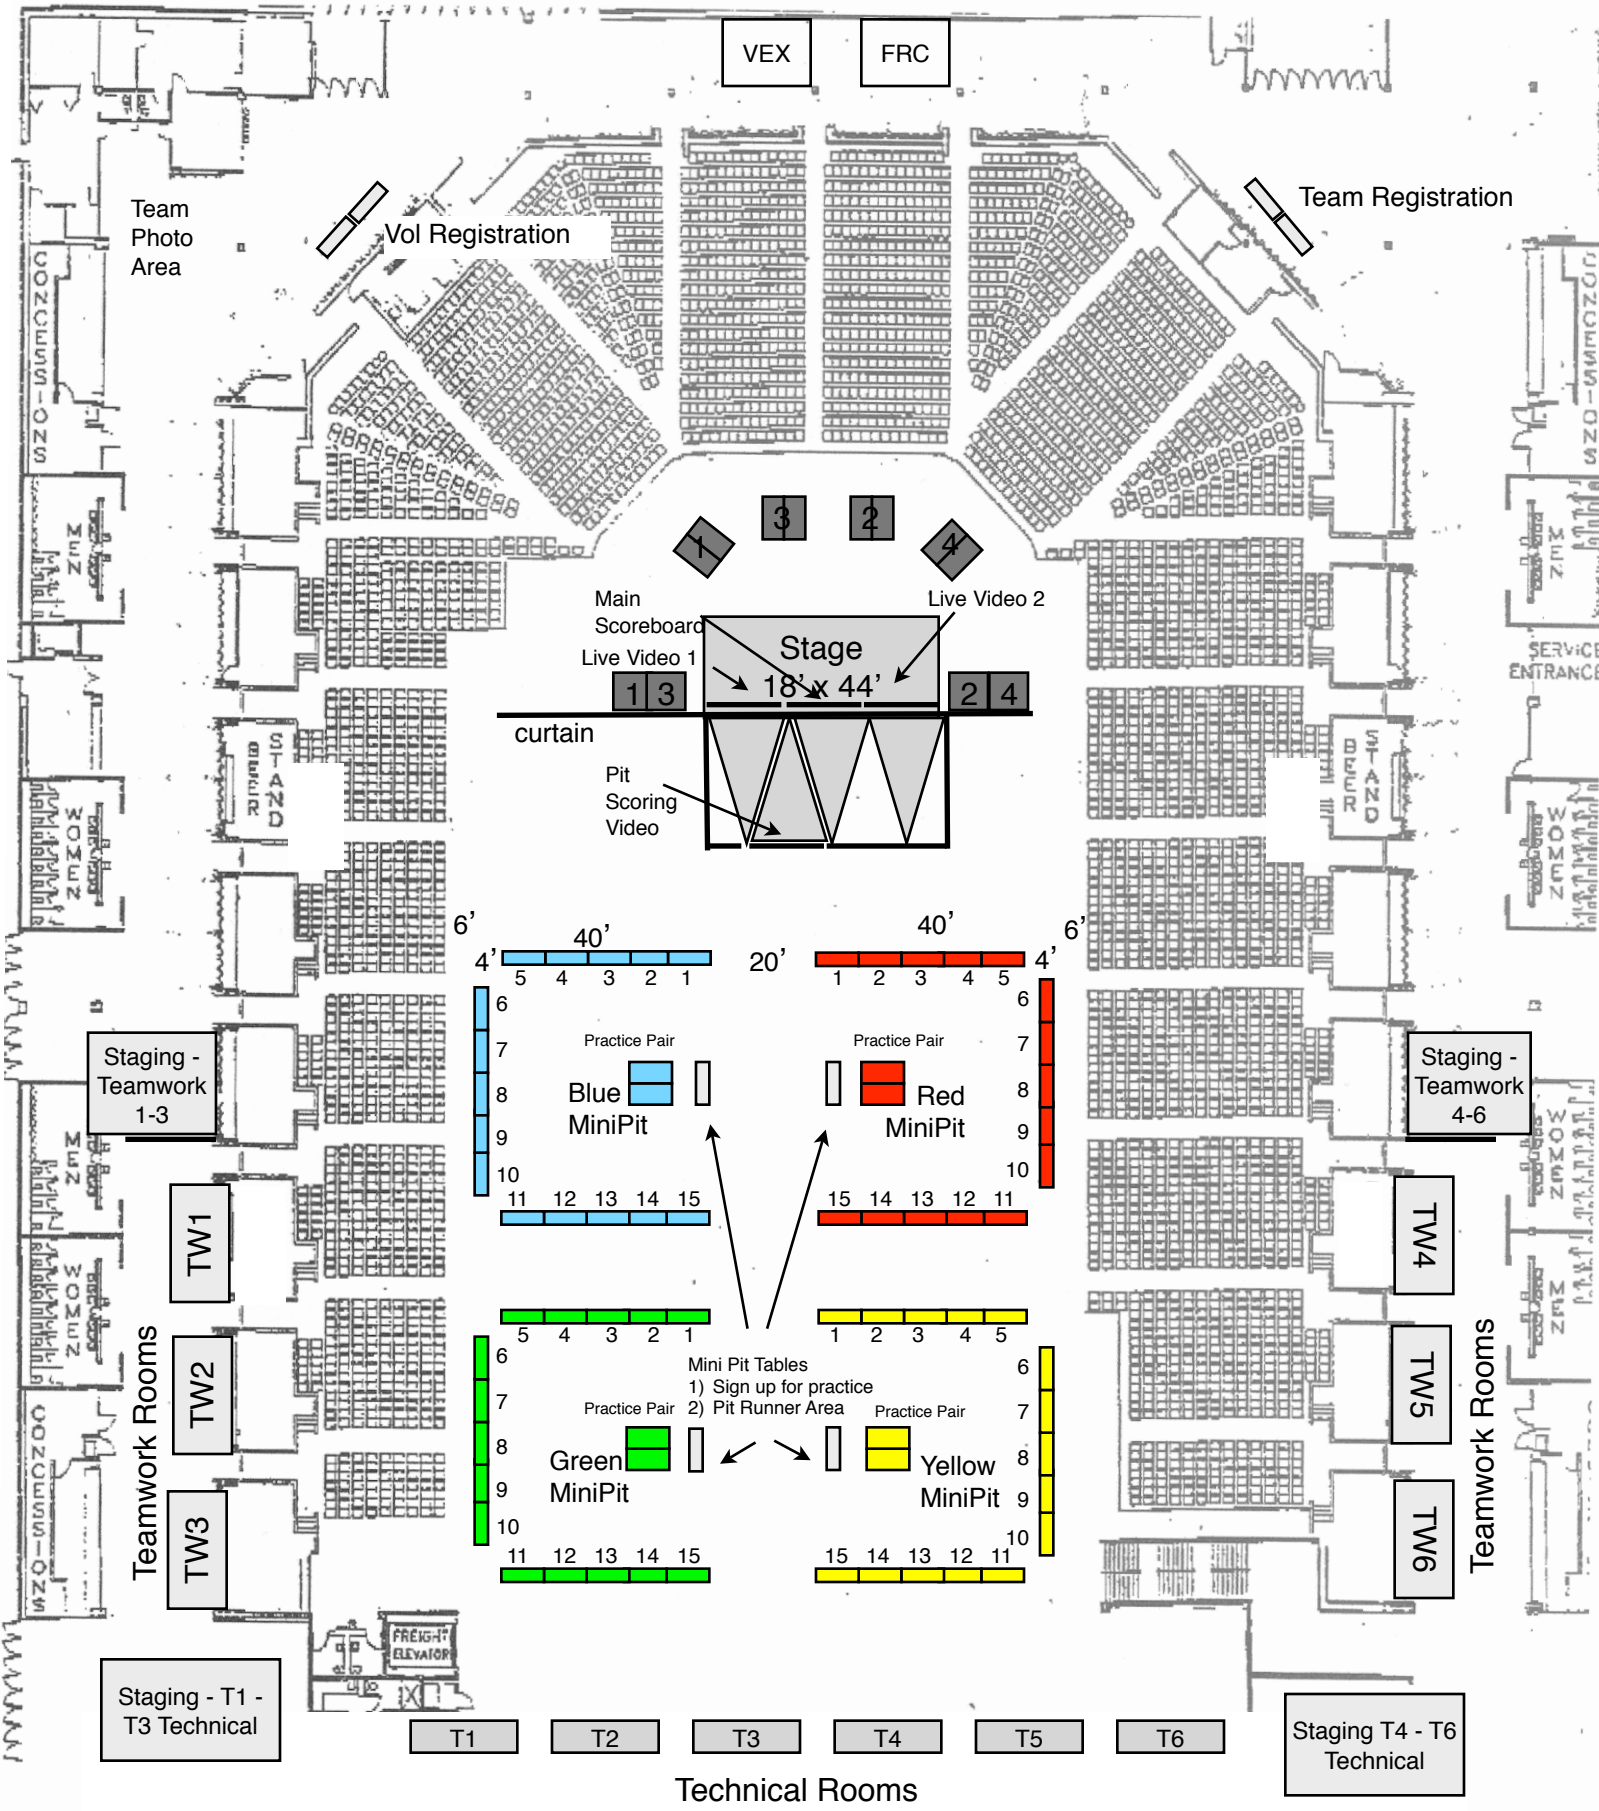 VEX
FRC
Team
Photo
Area
Vol Registration
Team Registration
CONCESSIONS
CONCESSIONS
MEN
MEN
3
2
1
4
Main
Scoreboard
Live Video 2
Live Video 1
Stage
18' x 44'
1 3
2 4
SERVICE
ENTRANCE
curtain
BEER
STAND
BEER
STAND
Pit
Scoring
Video
WOMEN
WOMEN
6' 40' 40' 6'
4' 20' 4'
5 4 3 2 1
1 2 3 4 5
6
7
8
9
10
6
7
8
9
10
Practice Pair
Practice Pair
Blue
MiniPit
Red
MiniPit
Staging -
Teamwork
1-3
Staging -
Teamwork
4-6
MEN
WOMEN
11 12 13 14 15
15 14 13 12 11
TW1
TW4
WOMEN
MEN
5 4 3 2 1
1 2 3 4 5
6
7
8
9
10
6
7
8
9
10
Mini Pit Tables
1) Sign up for practice
2) Pit Runner Area
Practice Pair
Practice Pair
Green
MiniPit
Yellow
MiniPit
TW2
TW5
Teamwork Rooms
Teamwork Rooms
CONCESSIONS
TW3
TW6
11 12 13 14 15
15 14 13 12 11
FREIGHT
ELEVATOR
Staging - T1 -
T3 Technical
Staging T4 - T6
Technical
T1 T2 T3 T4 T5 T6
Technical Rooms